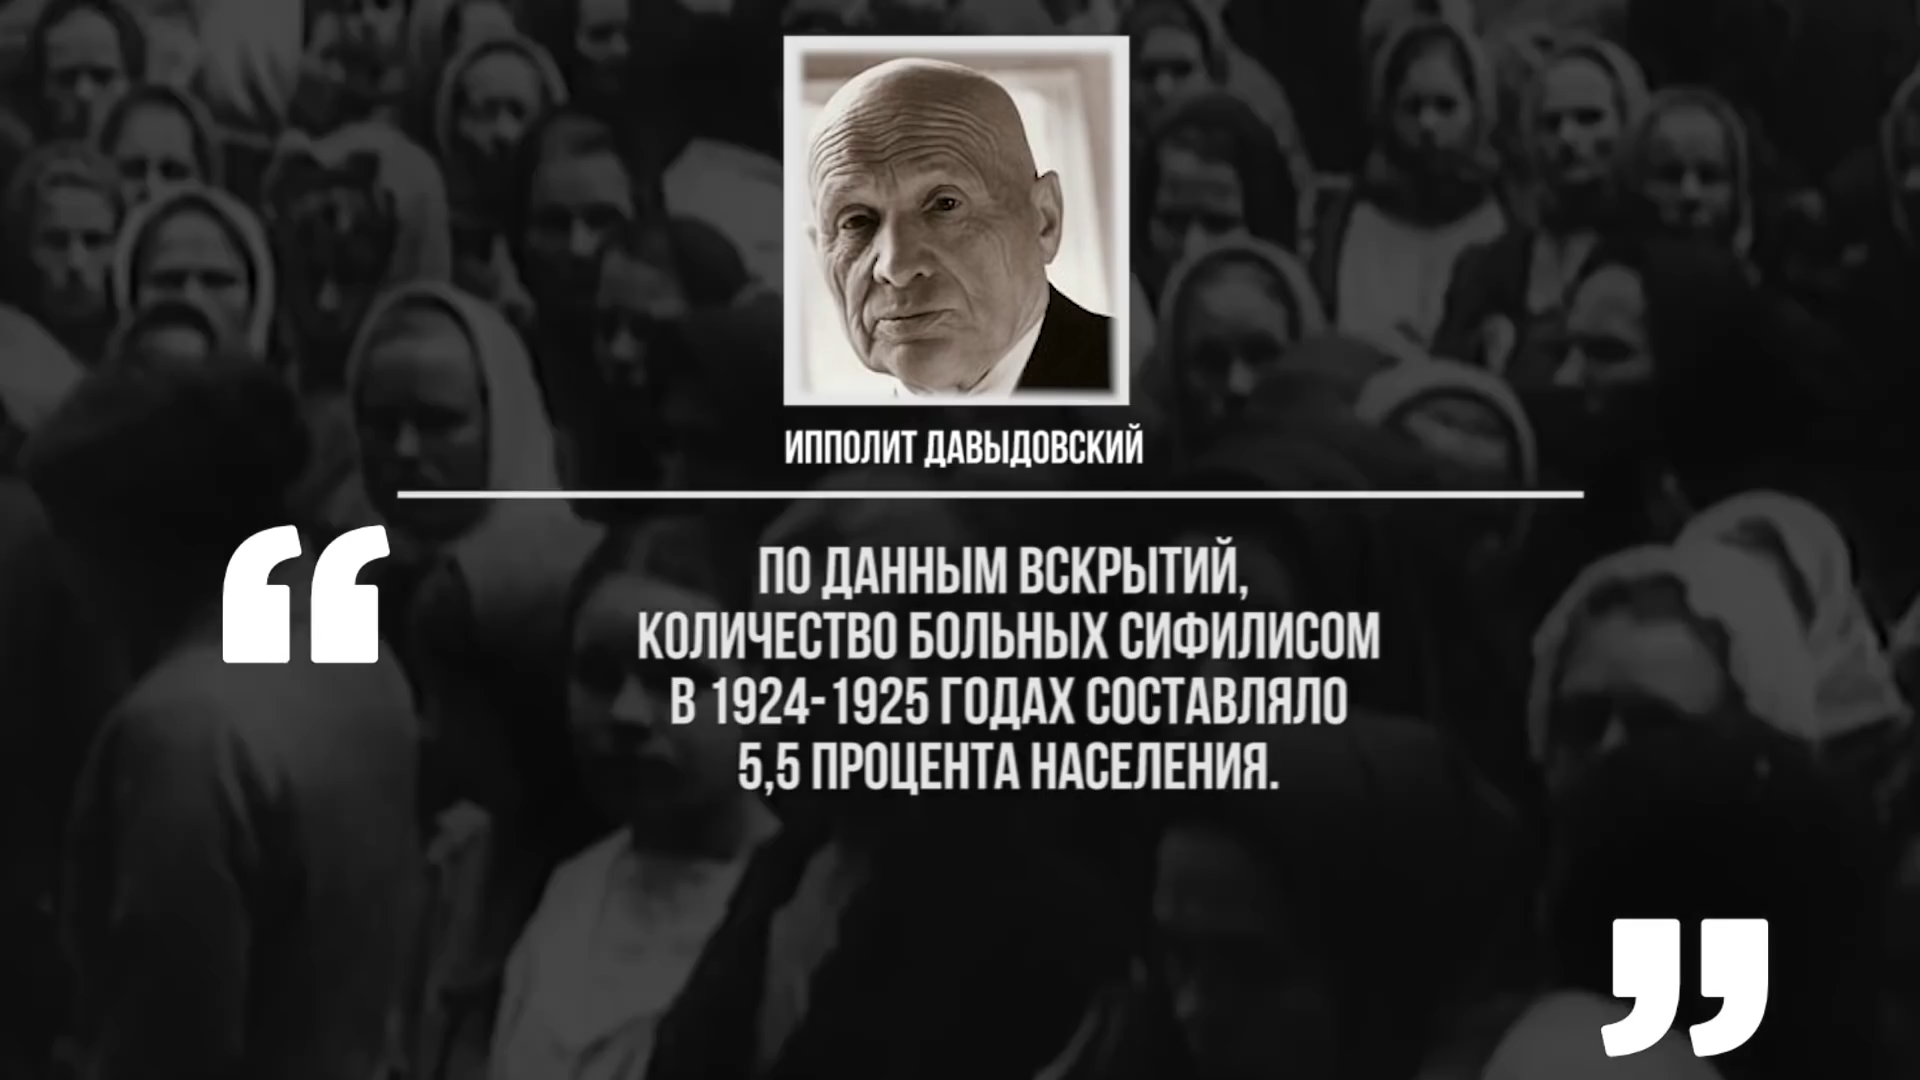 ИППОЛИТ ДАВЫДОВСКИЙ
“
ПО ДАННЫМ ВСКРЫТИЙ,
КОЛИЧЕСТВО БОЛЬНЫХ СИФИЛИСОМ
В 1924-1925 ГОДАХ СОСТАВЛЯЛО
5,5 ПРОЦЕНТА НАСЕЛЕНИЯ.
”